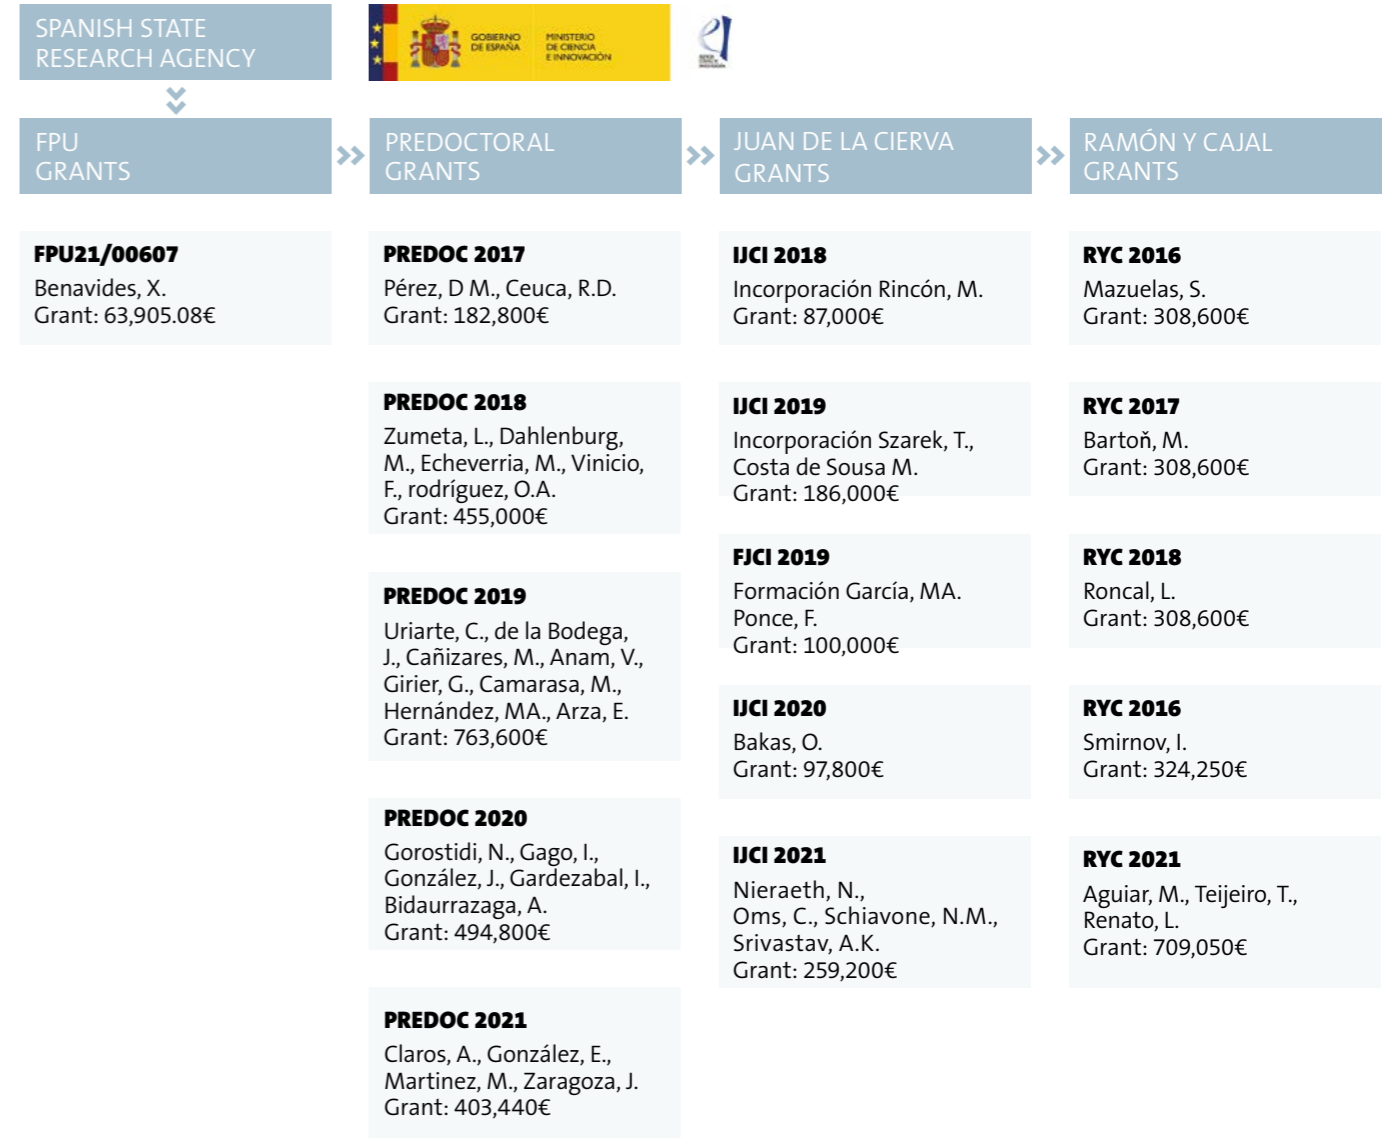 SPANISH STATE
RESEARCH AGENCY
GOBIERNO
DE ESPAÑA
MINISTERIO
DE CIENCIA
E INNOVACIÓN
FPU
GRANTS
PREDOCTORAL
GRANTS
JUAN DE LA CIERVA
GRANTS
RAMÓN Y CAJAL
GRANTS
FPU21/00607
Benavides, X.
Grant: 63,905.08€
PREDOC 2017
Pérez, D M., Ceuca, R.D.
Grant: 182,800€
PREDOC 2018
Zumeta, L., Dahlenburg,
M., Echeverria, M., Vinicio,
F., rodríguez, O.A.
Grant: 455,000€
PREDOC 2019
Uriarte, C., de la Bodega,
J., Cañizares, M., Anam, V.,
Girier, G., Camarasa, M.,
Hernández, MA., Arza, E.
Grant: 763,600€
PREDOC 2020
Gorostidi, N., Gago, I.,
González, J., Gardezabal, I.,
Bidaurrazaga, A.
Grant: 494,800€
PREDOC 2021
Claros, A., González, E.,
Martinez, M., Zaragoza, J.
Grant: 403,440€
IJCI 2018
Incorporación Rincón, M.
Grant: 87,000€
IJCI 2019
Incorporación Szarek, T.,
Costa de Sousa M.
Grant: 186,000€
FJCI 2019
Formación García, MA.
Ponce, F.
Grant: 100,000€
IJCI 2020
Bakas, O.
Grant: 97,800€
IJCI 2021
Nieraeth, N.,
Oms, C., Schiavone, N.M.,
Srivastav, A.K.
Grant: 259,200€
RYC 2016
Mazuelas, S.
Grant: 308,600€
RYC 2017
Bartoň, M.
Grant: 308,600€
RYC 2018
Roncal, L.
Grant: 308,600€
RYC 2016
Smirnov, I.
Grant: 324,250€
RYC 2021
Aguiar, M., Teijeiro, T.,
Renato, L.
Grant: 709,050€